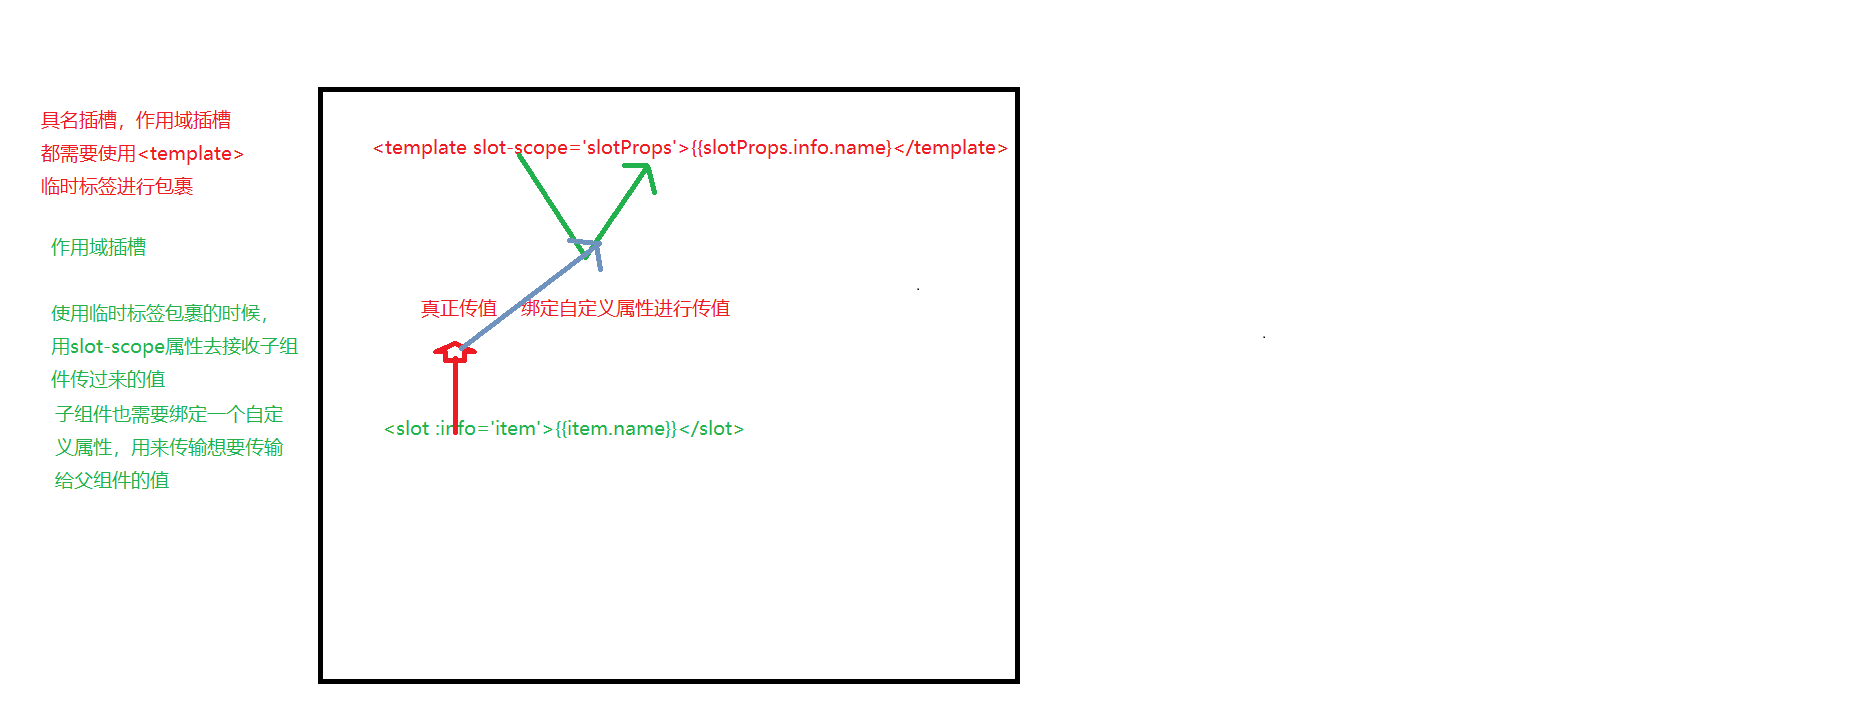 具名插槽，作用域插槽
都需要使用<template>
临时标签进行包裹
作用域插槽
使用临时标签包裹的时候，
用slot-scope属性去接收子组
件传过来的值
子组件也需要绑定一个自定
义属性，用来传输想要传输
给父组件的值
<template slot-scope='slotProps'>{{slotProps.info.name}</template>
真正传值 绑定自定义属性进行传值
<slot :info='item'>{{item.name}}</slot>